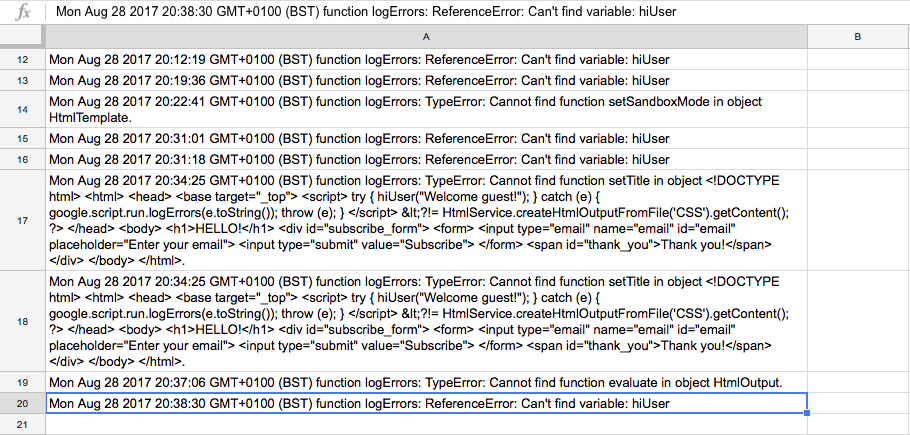 fx Mon Aug 28 2017 20:38:30 GMT+0100 (BST) function logErrors: ReferenceError: Can't find variable: hiUser
A B
12 Mon Aug 28 2017 20:12:19 GMT+0100 (BST) function logErrors: ReferenceError: Can't find variable: hiUser
13 Mon Aug 28 2017 20:19:36 GMT+0100 (BST) function logErrors: ReferenceError: Can't find variable: hiUser
14 Mon Aug 28 2017 20:22:41 GMT+0100 (BST) function logErrors: TypeError: Cannot find function setSandboxMode in object
HtmlTemplate.
15 Mon Aug 28 2017 20:31:01 GMT+0100 (BST) function logErrors: ReferenceError: Can't find variable: hiUser
16 Mon Aug 28 2017 20:31:18 GMT+0100 (BST) function logErrors: ReferenceError: Can't find variable: hiUser
Mon Aug 28 2017 20:34:25 GMT+0100 (BST) function logErrors: TypeError: Cannot find function setTitle in object <!DOCTYPE
html> <html> <head> <base target="_top"> <script> try { hiUser("Welcome guest!"); } catch (e) {
17 google.script.run.logErrors(e.toString()); throw (e); } </script> &lt;?!= HtmlService.createHtmlOutputFromFile('CSS').getContent();
?> </head> <body> <h1>HELLO!</h1> <div id="subscribe_form"> <form> <input type="email" name="email" id="email"
placeholder="Enter your email"> <input type="submit" value="Subscribe"> </form> <span id="thank_you">Thank you!</span>
</div> </body> </html>.
Mon Aug 28 2017 20:34:25 GMT+0100 (BST) function logErrors: TypeError: Cannot find function setTitle in object <!DOCTYPE
html> <html> <head> <base target="_top"> <script> try { hiUser("Welcome guest!"); } catch (e) {
18 google.script.run.logErrors(e.toString()); throw (e); } </script> &lt;?!= HtmlService.createHtmlOutputFromFile('CSS').getContent();
?> </head> <body> <h1>HELLO!</h1> <div id="subscribe_form"> <form> <input type="email" name="email" id="email"
placeholder="Enter your email"> <input type="submit" value="Subscribe"> </form> <span id="thank_you">Thank you!</span>
</div> </body> </html>.
19 Mon Aug 28 2017 20:37:06 GMT+0100 (BST) function logErrors: TypeError: Cannot find function evaluate in object HtmlOutput.
20 Mon Aug 28 2017 20:38:30 GMT+0100 (BST) function logErrors: ReferenceError: Can't find variable: hiUser
21